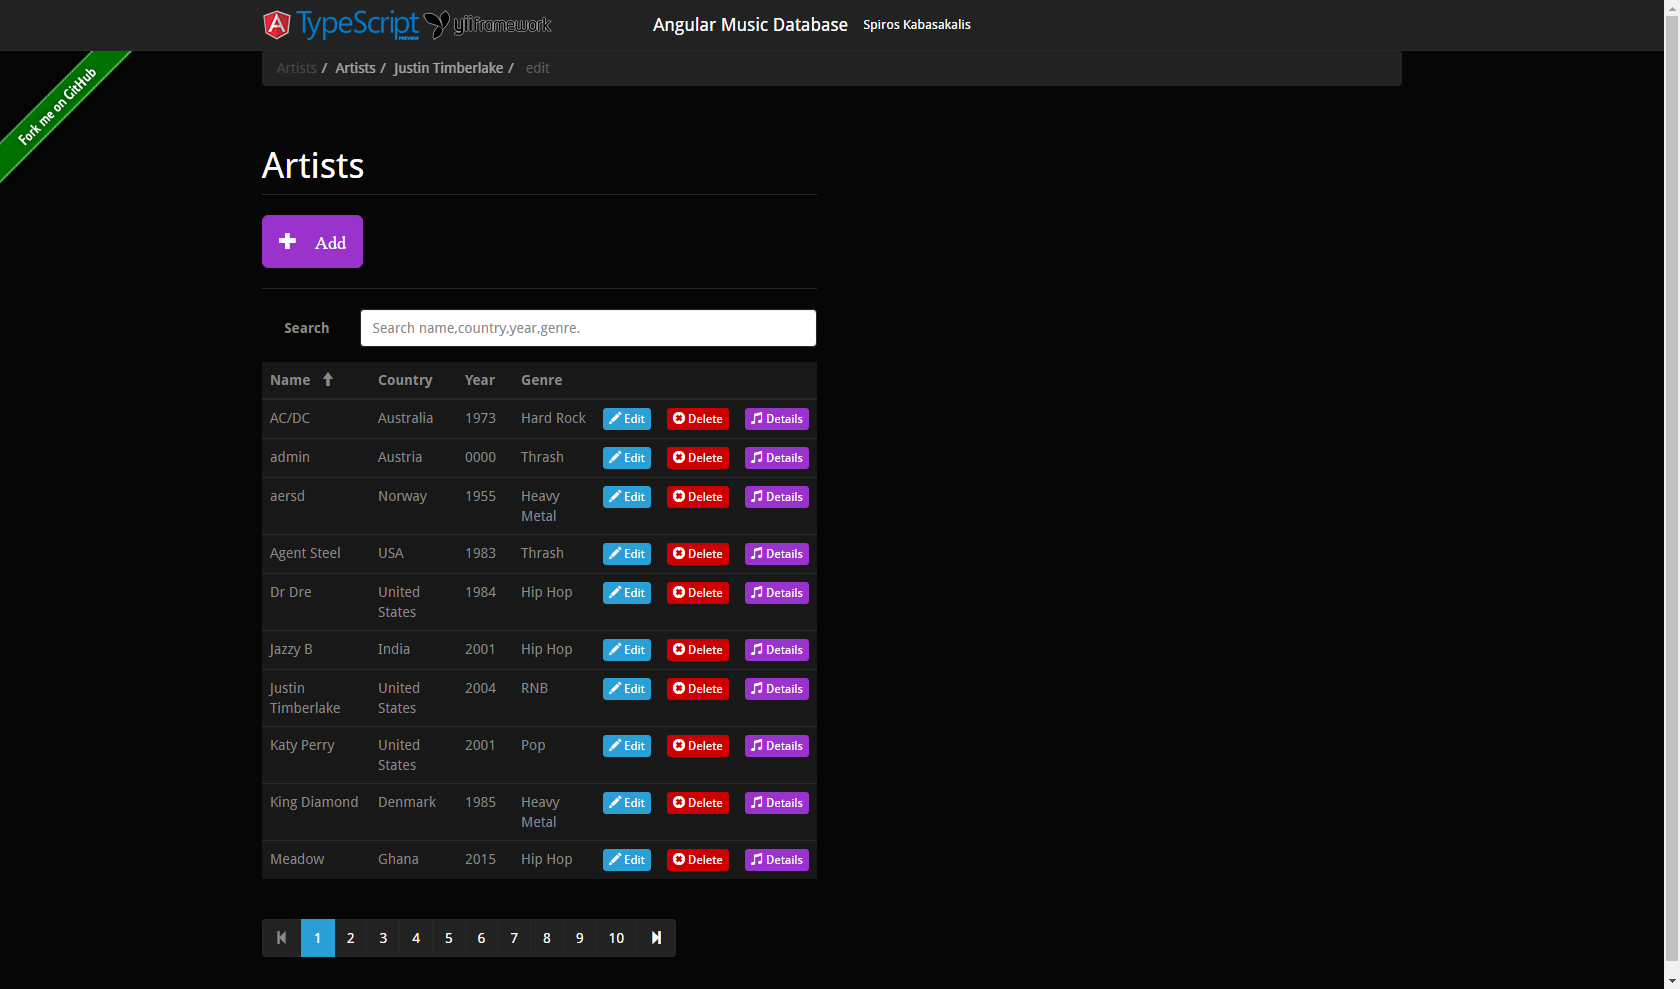 TypeScript PREVIEW yiiframework Angular Music Database Spiros Kabasakalis
Artists / Artists / Justin Timberlake / edit
Fork me on GitHub
Artists
Add
Search Search name,country,year,genre.
Name Country Year Genre
AC/DC Australia 1973 Hard Rock Edit Delete Details
admin Austria 0000 Thrash Edit Delete Details
aersd Norway 1955 Heavy Metal Edit Delete Details
Agent Steel USA 1983 Thrash Edit Delete Details
Dr Dre United States 1984 Hip Hop Edit Delete Details
Jazzy B India 2001 Hip Hop Edit Delete Details
Justin Timberlake United States 2004 RNB Edit Delete Details
Katy Perry United States 2001 Pop Edit Delete Details
King Diamond Denmark 1985 Heavy Metal Edit Delete Details
Meadow Ghana 2015 Hip Hop Edit Delete Details
1 2 3 4 5 6 7 8 9 10